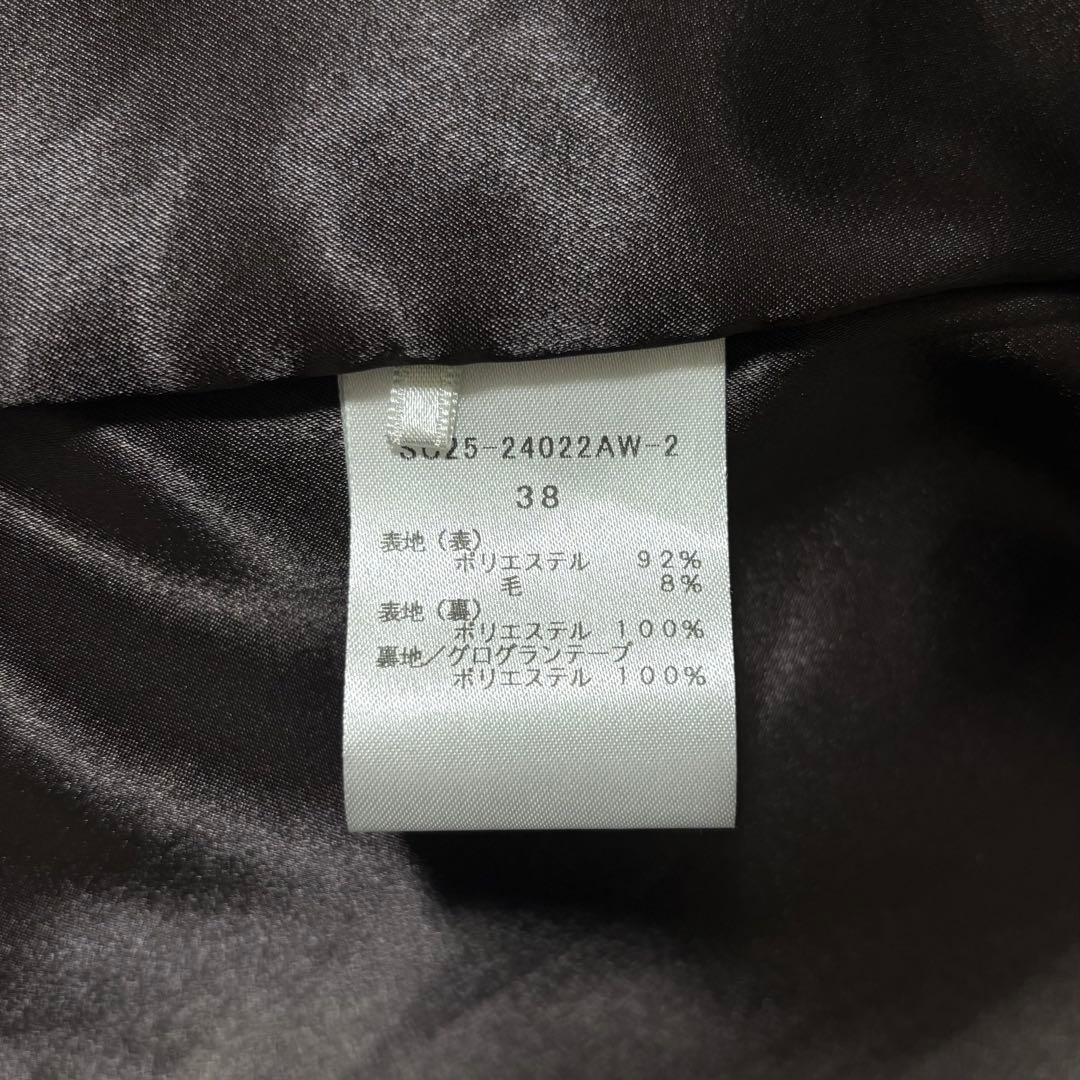 SC25-24022AW-2
38
表地（表）
ポリエステル 92%
毛 8%
表地（裏）
ポリエステル 100%
裏地／グログランテープ
ポリエステル 100%